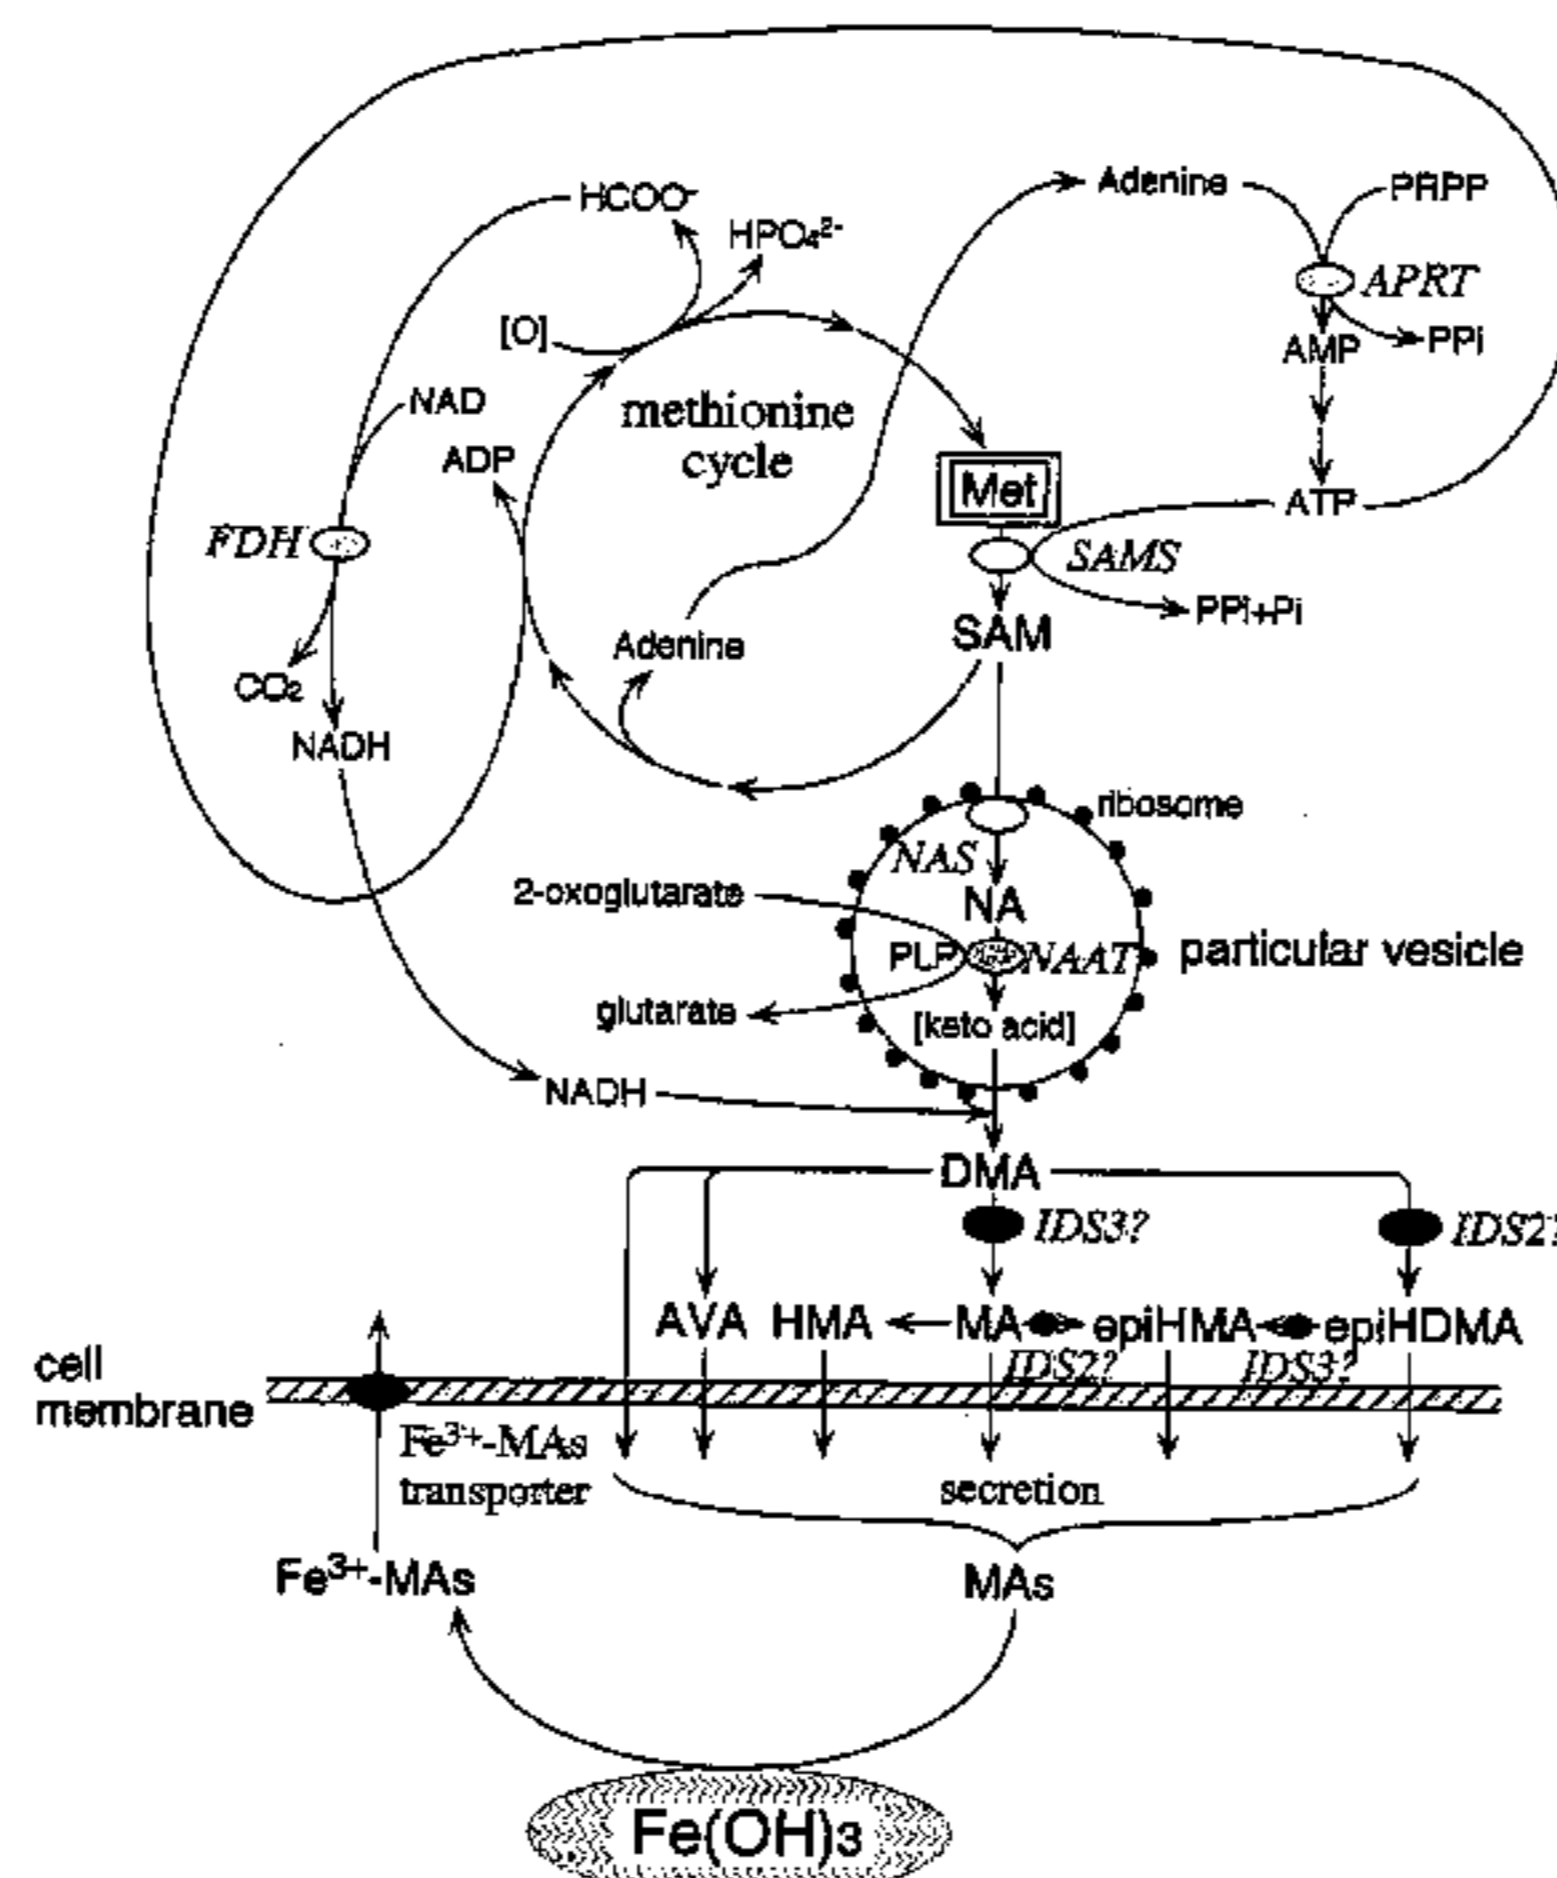 Adenine
PRPP
HCOO-
HPO42-
APRT
[O]
AMP
PPi
NAD
methionine
cycle
ADP
Met
ATP
FDH
SAMS
PPi+Pi
SAM
Adenine
CO2
NADH
ribosome
NAS
2-oxoglutarate
NA
PLP
NAAT
particular vesicle
glutarate
[keto acid]
NADH
DMA
IDS3?
IDS2?
AVA
HMA
MA
epiHMA
epiHDMA
cell
membrane
IDS2?
IDS3?
Fe3+-MAs
transporter
secretion
Fe3+-MAs
MAs
Fe(OH)3